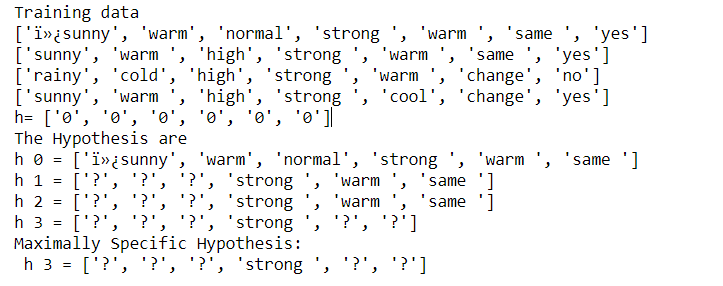 Training data
['ï»¿sunny', 'warm', 'normal', 'strong ', 'warm ', 'same ', 'yes']
['sunny', 'warm ', 'high', 'strong ', 'warm ', 'same ', 'yes']
['rainy', 'cold', 'high', 'strong ', 'warm ', 'change', 'no']
['sunny', 'warm ', 'high', 'strong ', 'cool', 'change', 'yes']
h= ['0', '0', '0', '0', '0', '0']
The Hypothesis are
h 0 = ['ï»¿sunny', 'warm', 'normal', 'strong ', 'warm ', 'same ']
h 1 = ['?', '?', '?', 'strong ', 'warm ', 'same ']
h 2 = ['?', '?', '?', 'strong ', 'warm ', 'same ']
h 3 = ['?', '?', '?', 'strong ', '?', '?']
Maximally Specific Hypothesis:
 h 3 = ['?', '?', '?', 'strong ', '?', '?']